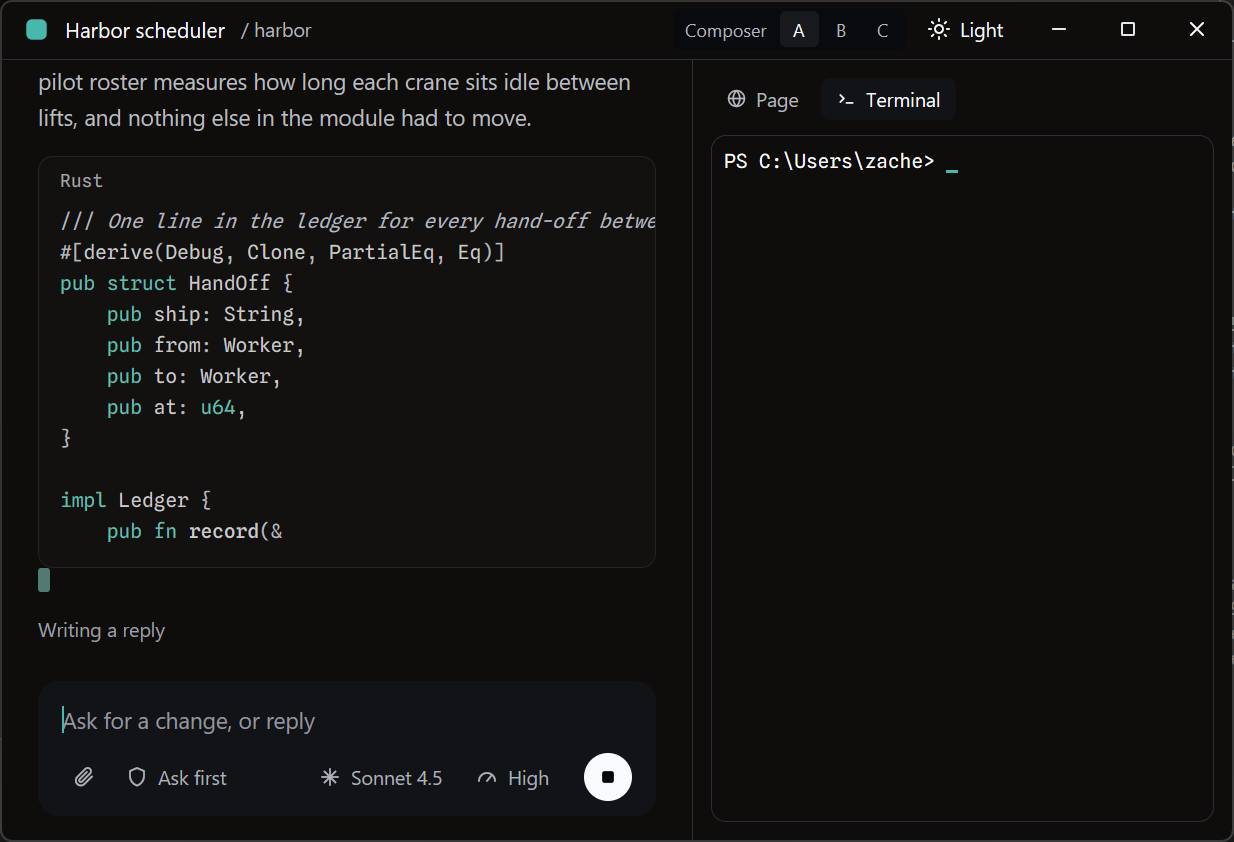 Harbor scheduler / harbor
Composer A B C Light
pilot roster measures how long each crane sits idle between
lifts, and nothing else in the module had to move.
Rust
/// One line in the ledger for every hand-off betwe
#[derive(Debug, Clone, PartialEq, Eq)]
pub struct HandOff {
    pub ship: String,
    pub from: Worker,
    pub to: Worker,
    pub at: u64,
}
impl Ledger {
    pub fn record(&
Writing a reply
Ask for a change, or reply
Ask first
Sonnet 4.5
High
Page
Terminal
PS C:\Users\zache> _